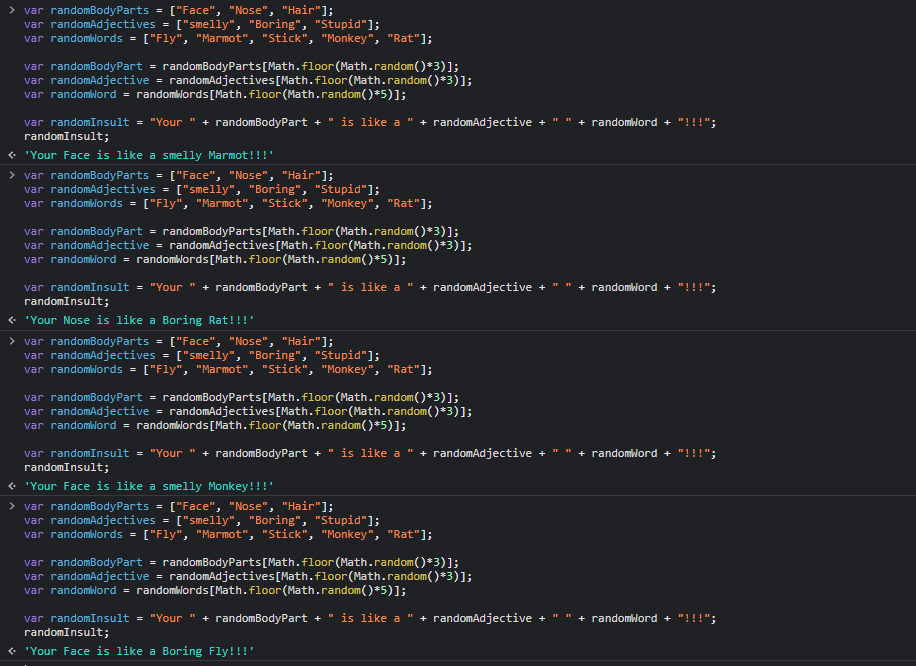 > var randomBodyParts = ["Face", "Nose", "Hair"];
var randomAdjectives = ["smelly", "Boring", "Stupid"];
var randomWords = ["Fly", "Marmot", "Stick", "Monkey", "Rat"];
var randomBodyPart = randomBodyParts[Math.floor(Math.random()*3)];
var randomAdjective = randomAdjectives[Math.floor(Math.random()*3)];
var randomWord = randomWords[Math.floor(Math.random()*5)];
var randomInsult = "Your " + randomBodyPart + " is like a " + randomAdjective + " " + randomWord + "!!!";
randomInsult;
'Your Face is like a smelly Marmot!!!'
> var randomBodyParts = ["Face", "Nose", "Hair"];
var randomAdjectives = ["smelly", "Boring", "Stupid"];
var randomWords = ["Fly", "Marmot", "Stick", "Monkey", "Rat"];
var randomBodyPart = randomBodyParts[Math.floor(Math.random()*3)];
var randomAdjective = randomAdjectives[Math.floor(Math.random()*3)];
var randomWord = randomWords[Math.floor(Math.random()*5)];
var randomInsult = "Your " + randomBodyPart + " is like a " + randomAdjective + " " + randomWord + "!!!";
randomInsult;
'Your Nose is like a Boring Rat!!!'
> var randomBodyParts = ["Face", "Nose", "Hair"];
var randomAdjectives = ["smelly", "Boring", "Stupid"];
var randomWords = ["Fly", "Marmot", "Stick", "Monkey", "Rat"];
var randomBodyPart = randomBodyParts[Math.floor(Math.random()*3)];
var randomAdjective = randomAdjectives[Math.floor(Math.random()*3)];
var randomWord = randomWords[Math.floor(Math.random()*5)];
var randomInsult = "Your " + randomBodyPart + " is like a " + randomAdjective + " " + randomWord + "!!!";
randomInsult;
'Your Face is like a smelly Monkey!!!'
> var randomBodyParts = ["Face", "Nose", "Hair"];
var randomAdjectives = ["smelly", "Boring", "Stupid"];
var randomWords = ["Fly", "Marmot", "Stick", "Monkey", "Rat"];
var randomBodyPart = randomBodyParts[Math.floor(Math.random()*3)];
var randomAdjective = randomAdjectives[Math.floor(Math.random()*3)];
var randomWord = randomWords[Math.floor(Math.random()*5)];
var randomInsult = "Your " + randomBodyPart + " is like a " + randomAdjective + " " + randomWord + "!!!";
randomInsult;
'Your Face is like a Boring Fly!!!'